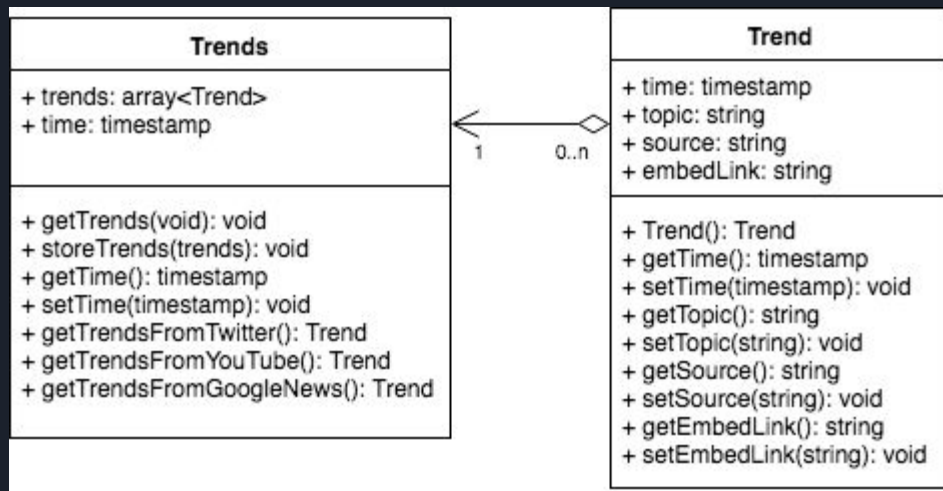 Trends
+ trends: array<Trend>
+ time: timestamp
+ getTrends(void): void
+ storeTrends(trends): void
+ getTime(): timestamp
+ setTime(timestamp): void
+ getTrendsFromTwitter(): Trend
+ getTrendsFromYouTube(): Trend
+ getTrendsFromGoogleNews(): Trend
1
0..n
Trend
+ time: timestamp
+ topic: string
+ source: string
+ embedLink: string
+ Trend(): Trend
+ getTime(): timestamp
+ setTime(timestamp): void
+ getTopic(): string
+ setTopic(string): void
+ getSource(): string
+ setSource(string): void
+ getEmbedLink(): string
+ setEmbedLink(string): void